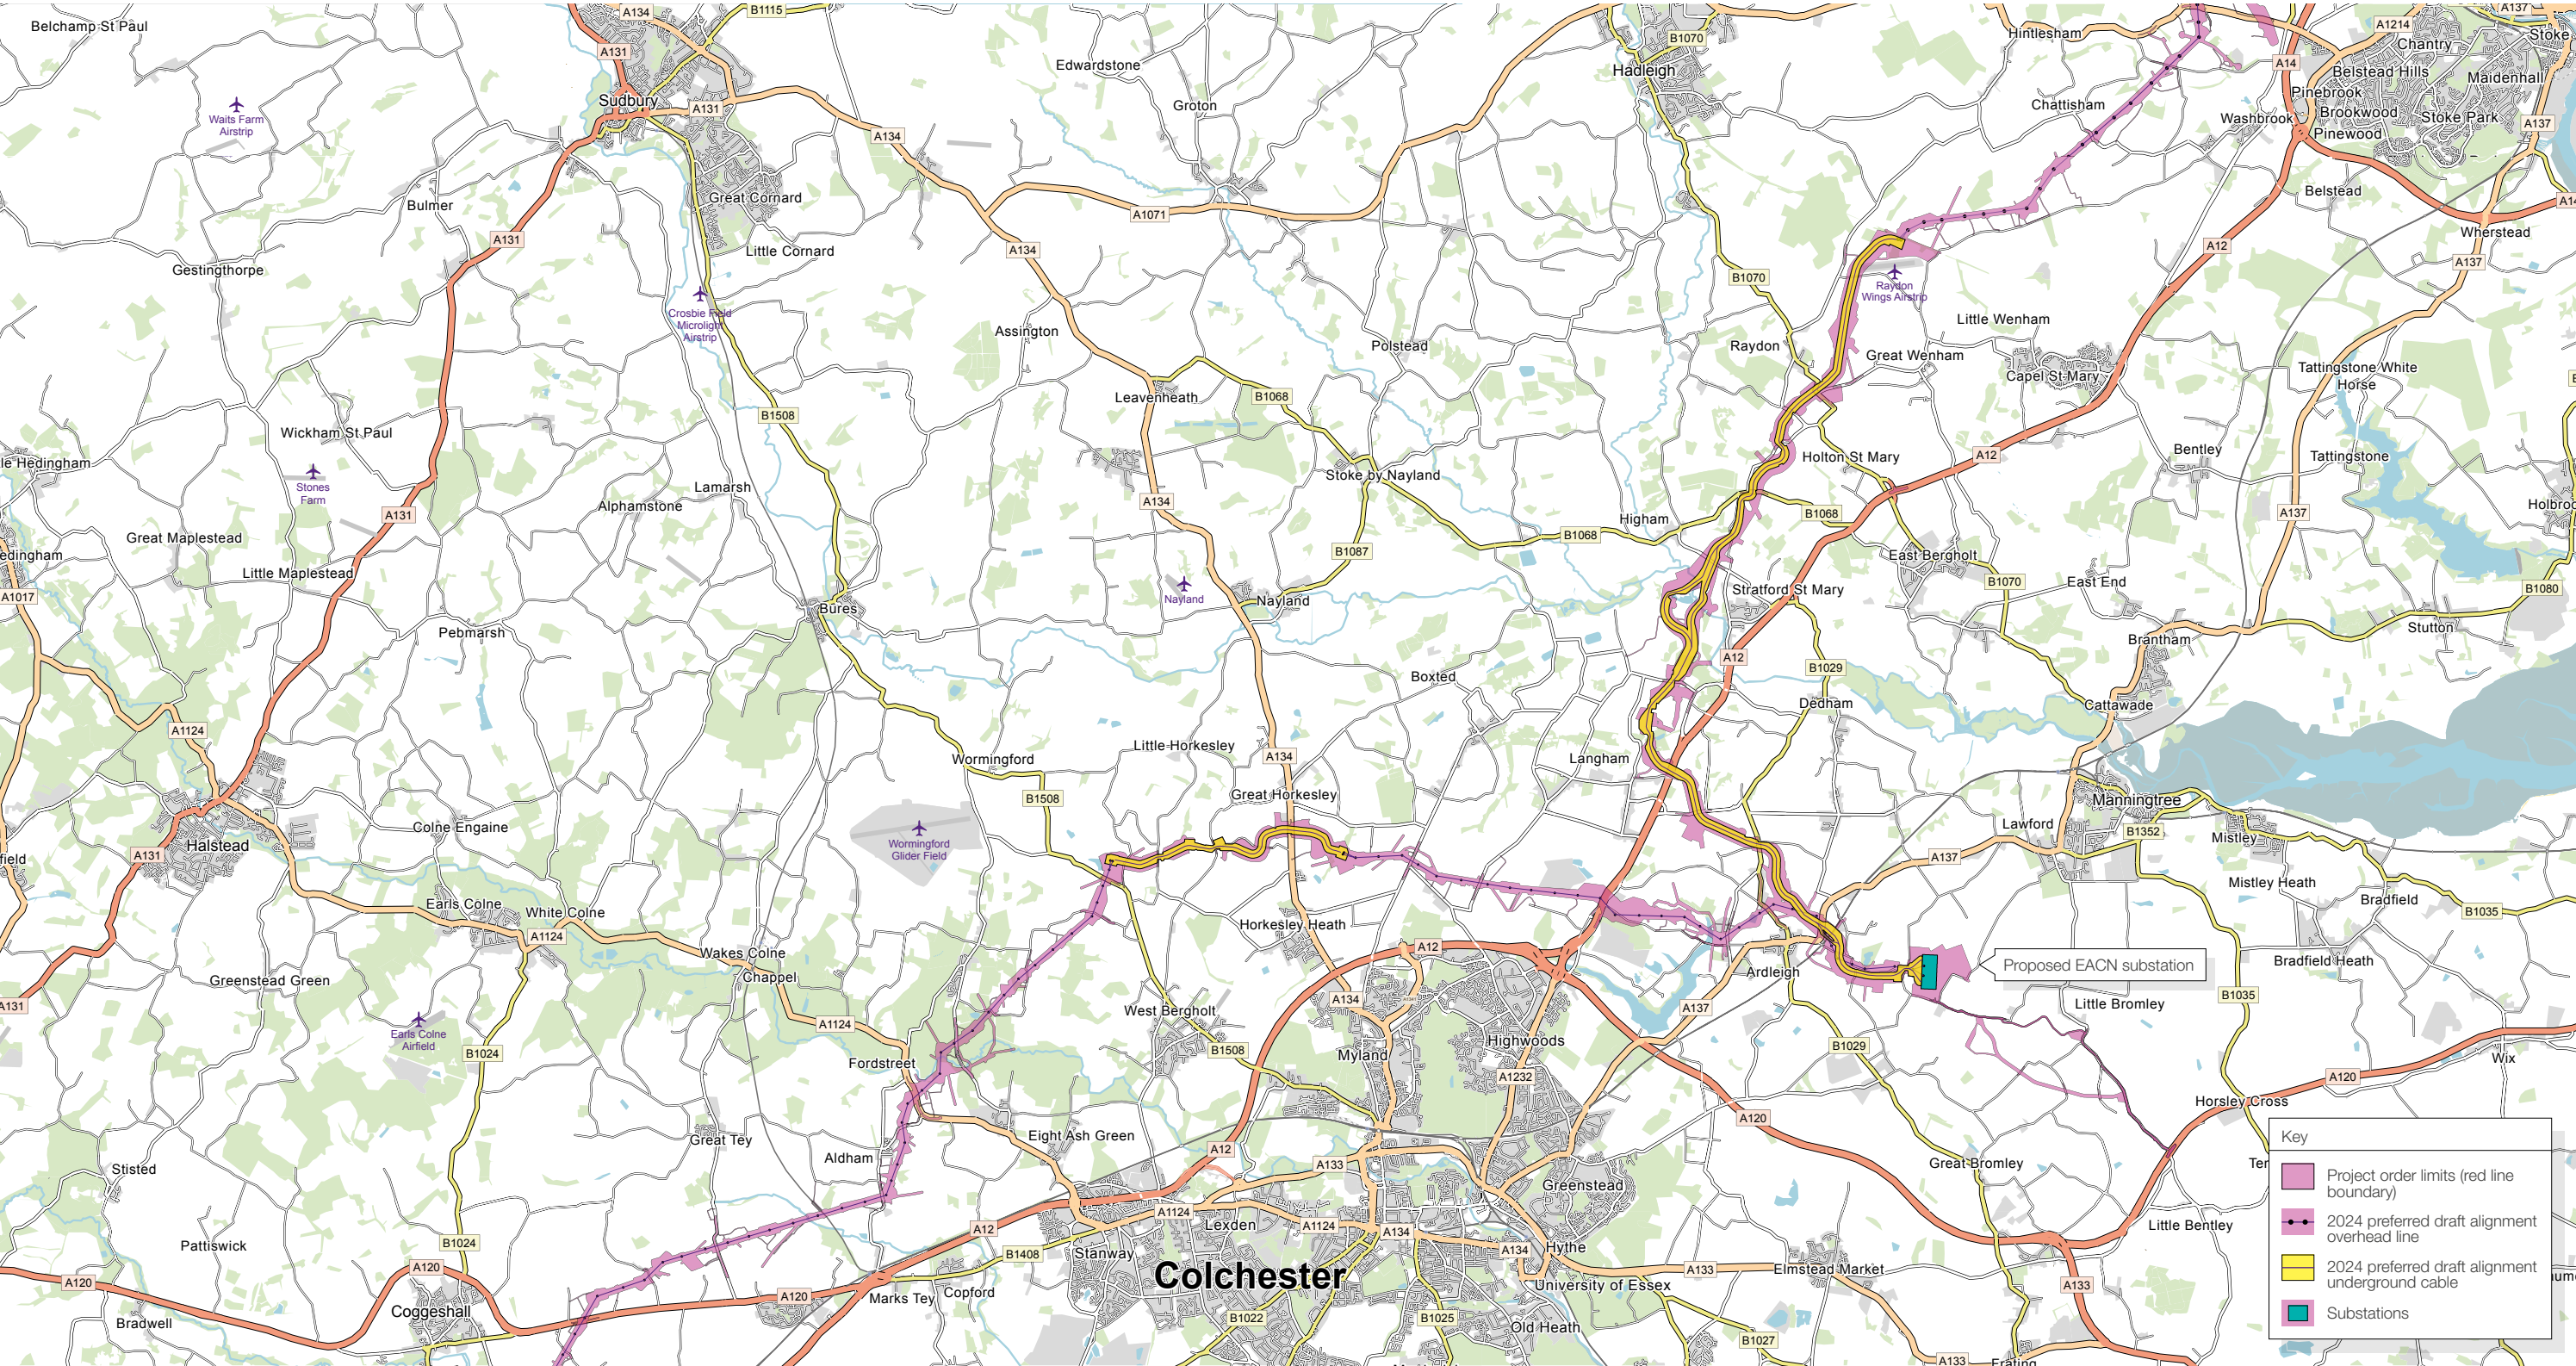 Belchamp St Paul
A134
B1115
A131
Sudbury
A131
Waits Farm
Airstrip
Edwardstone
Groton
A134
Great Cornard
Bulmer
A131
Little Cornard
Gestingthorpe
A1071
A134
Crosbie Field
Microlight
Airstrip
Assington
B1070
Hadleigh
Hintlesham
A137
A1214
Chantry
Stoke
A14
Belstead Hills
Maidenhall
Pinebrook
Chattisham
Washbrook
Brookwood
Stoke Park
Pinewood
A137
Belstead
A14
Wherstead
A12
A137
B1070
Raydon
Wings Airstrip
Little Wenham
Polstead
Raydon
Great Wenham
Capel St Mary
Tattingstone White
Horse
Leavenheath
B1068
B1508
Wickham St Paul
le Hedingham
Stones
Farm
Lamarsh
Alphamstone
A131
A134
Stoke by Nayland
Holton St Mary
A12
Bentley
Tattingstone
Holbroo
Higham
B1068
B1068
A137
Great Maplestead
edingham
Little Maplestead
B1087
East Bergholt
B1070
East End
B1080
A1017
Bures
Nayland
Nayland
Stratford St Mary
Stutton
Pebmarsh
Brantham
A12
B1029
Boxted
Dedham
Cattawade
A1124
Wormingford
Little Horkesley
A134
Langham
B1508
Great Horkesley
Manningtree
Colne Engaine
Wormingford
Glider Field
Lawford
B1352
Mistley
field
A131
Halstead
A137
Mistley Heath
Bradfield
Earls Colne
White Colne
A1124
Horkesley Heath
B1035
Wakes Colne
Chappel
A12
Ardleigh
Proposed EACN substation
Bradfield Heath
Greenstead Green
A131
A134
A137
B1035
Little Bromley
Earls Colne
Airfield
A1124
West Bergholt
B1508
Highwoods
Myland
B1024
Fordstreet
B1029
Wix
A1232
A120
Horsley Cross
A120
Great Tey
Eight Ash Green
A12
Aldham
A133
Great Bromley
Stisted
Greenstead
Ter
A1124
Lexden
A1124
A134
A12
Little Bentley
Pattiswick
B1024
B1408
Stanway
A134
Hythe
A120
A120
Colchester
A133
Elmstead Market
A133
University of Essex
A120
Marks Tey
Copford
Coggeshall
Bradwell
B1022
B1025
Old Heath
B1027
A133
Frating
Key
Project order limits (red line
boundary)
2024 preferred draft alignment
overhead line
2024 preferred draft alignment
underground cable
Substations